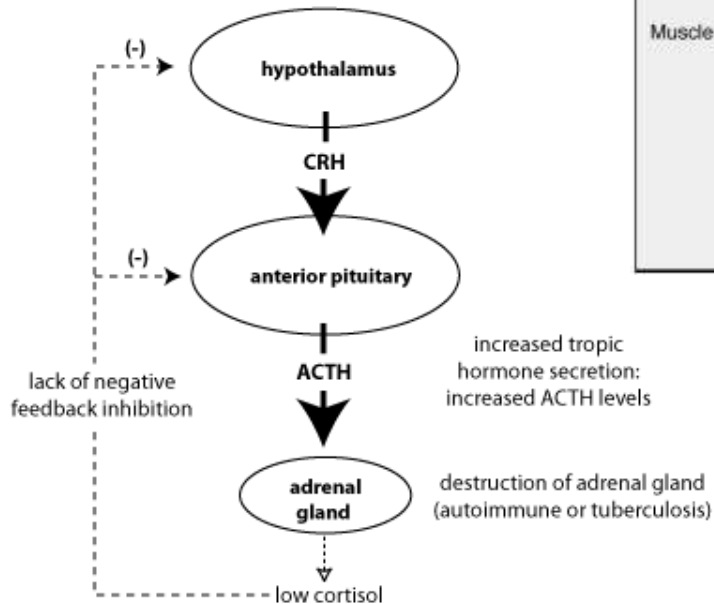 Muscle
(-)
hypothalamus
CRH
(-)
anterior pituitary
lack of negative
feedback inhibition
ACTH
increased tropic
hormone secretion:
increased ACTH levels
adrenal
gland
destruction of adrenal gland
(autoimmune or tuberculosis)
low cortisol